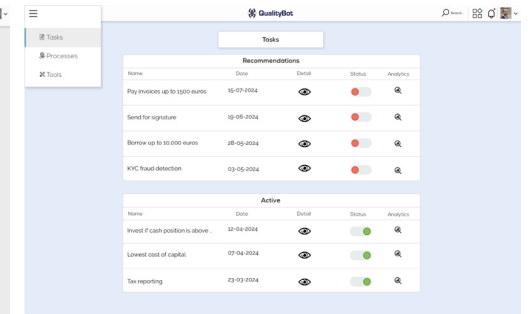 QualityBot
Search...
Tasks
Processes
Tools
Tasks
Recommendations
Name Date Detail Status Analytics
Pay invoices up to 1500 euros 15-07-2024
Send for signature 19-06-2024
Borrow up to 10.000 euros 28-05-2024
KYC fraud detection 03-05-2024
Active
Name Date Detail Status Analytics
Invest if cash position is above ... 12-04-2024
Lowest cost of capital 07-04-2024
Tax reporting 23-03-2024